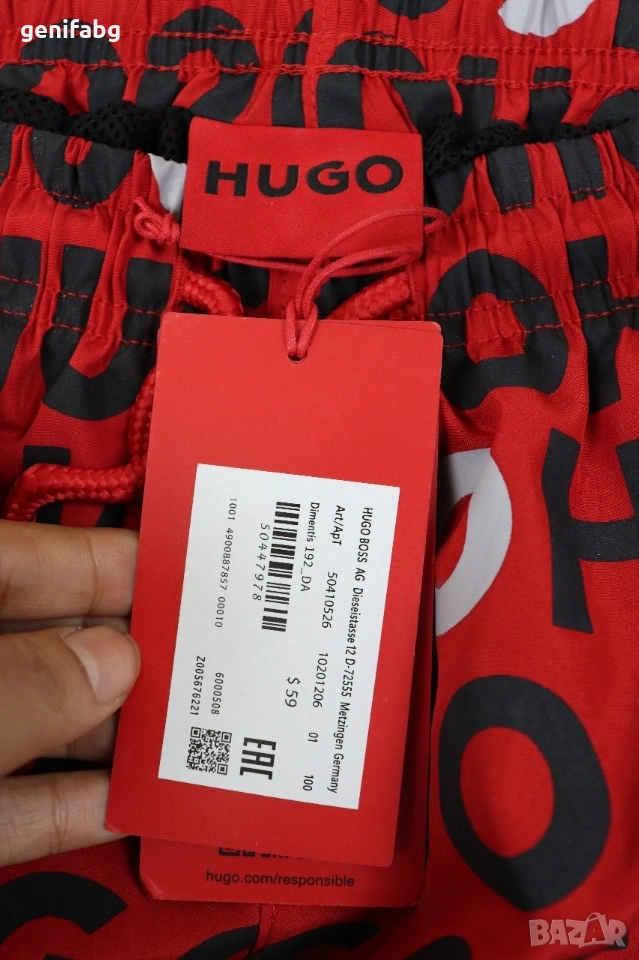 genifabg
HUGO
HUGO BOSS AG Dieseistasse 12 D-72555 Metzingen Germany
Art/ApT 50410526 10201206 01 100
Dimentis 192_DA
$ 59
50447978
EAC
1001 4900887857 00010
6000508
Z005676221
hugo.com/responsible
BAZAR